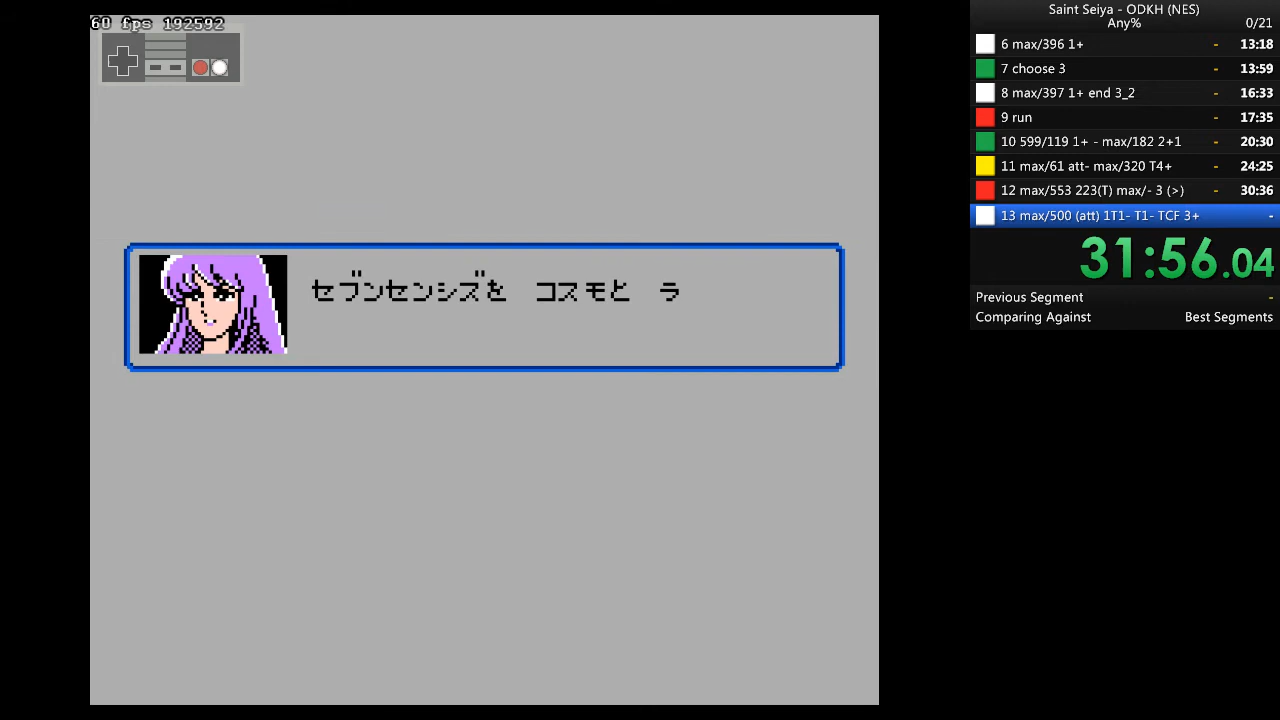 60 fps 192592
セブンセンシズを コスモと ラ
Saint Seiya - ODKH (NES)
Any% 0/21
6 max/396 1+ - 13:18
7 choose 3 - 13:59
8 max/397 1+ end 3_2 - 16:33
9 run - 17:35
10 599/119 1+ - max/182 2+1 - 20:30
11 max/61 att- max/320 T4+ - 24:25
12 max/553 223(T) max/- 3 (>) - 30:36
13 max/500 (att) 1T1- T1- TCF 3+ -
31:56.04
Previous Segment -
Comparing Against Best Segments